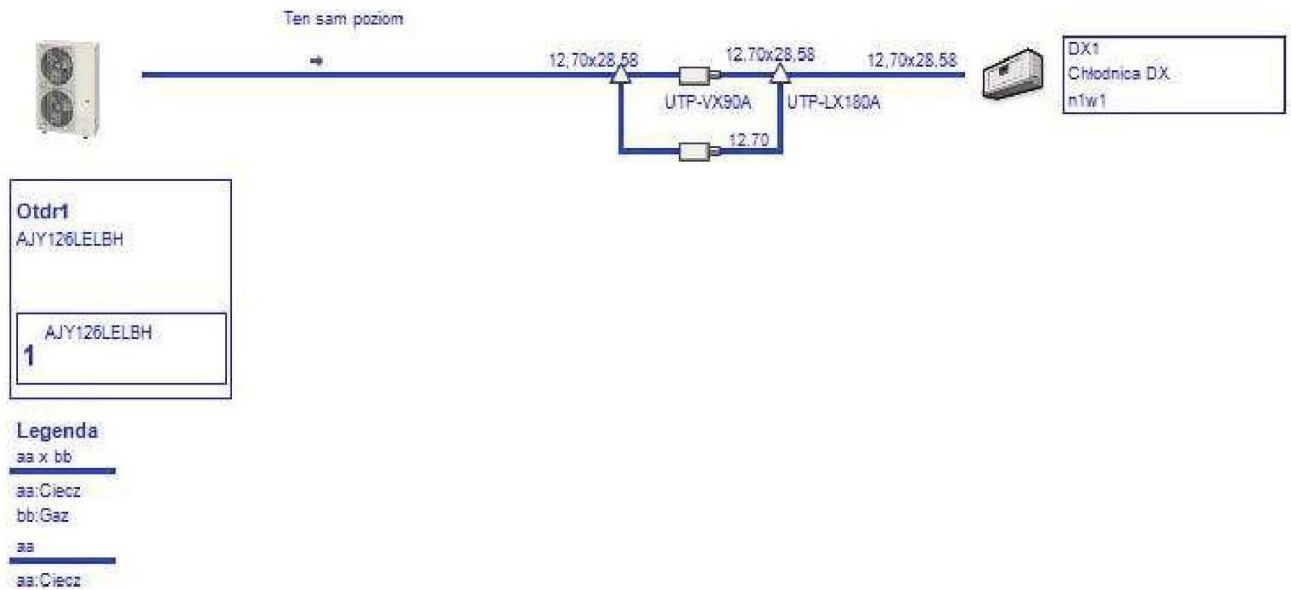 Ten sam poziom
12,70x28,58
12.70x28,58
12,70x28,58
UTP-VX90A
UTP-LX180A
12.70
DX1
Chłodnica DX
n1w1
Otdr1
AJY126LELBH
AJY126LELBH
1
Legenda
aa x bb
aa:Ciecz
bb:Gaz
aa
aa:Ciecz